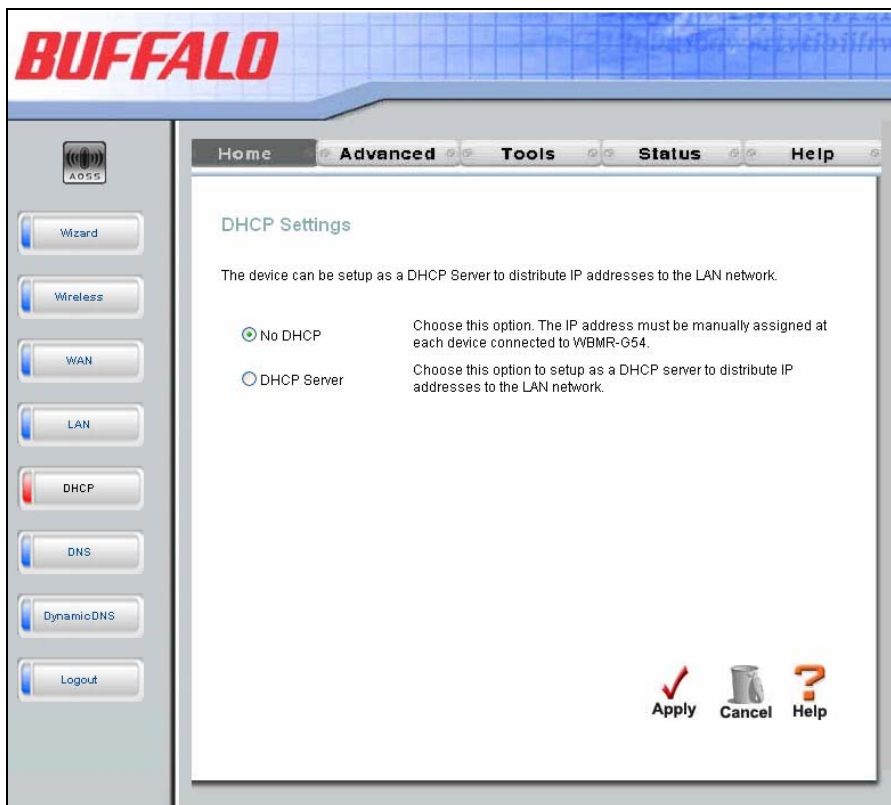 BUFFALO
AOSS
Home Advanced Tools Status Help
Wizard
Wireless
WAN
LAN
DHCP
DNS
DynamicDNS
Logout
DHCP Settings
The device can be setup as a DHCP Server to distribute IP addresses to the LAN network.
No DHCP
Choose this option. The IP address must be manually assigned at
each device connected to WBMR-G54.
DHCP Server
Choose this option to setup as a DHCP server to distribute IP
addresses to the LAN network.
Apply Cancel Help